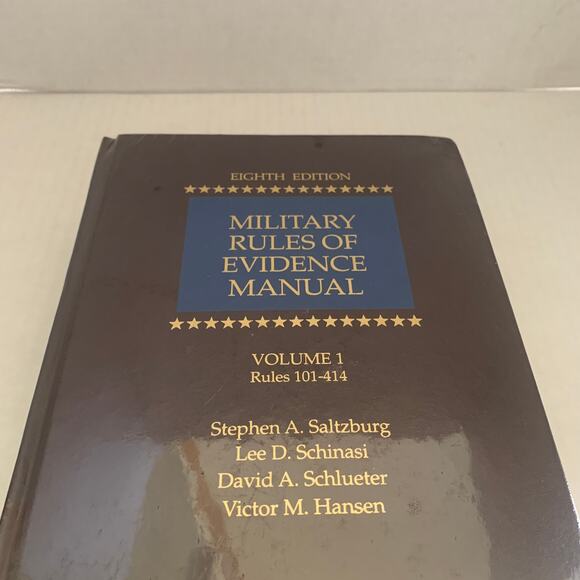 EIGHTH EDITION
MILITARY
RULES OF
EVIDENCE
MANUAL
VOLUME 1
Rules 101-414
Stephen A. Saltzburg
Lee D. Schinasi
David A. Schlueter
Victor M. Hansen